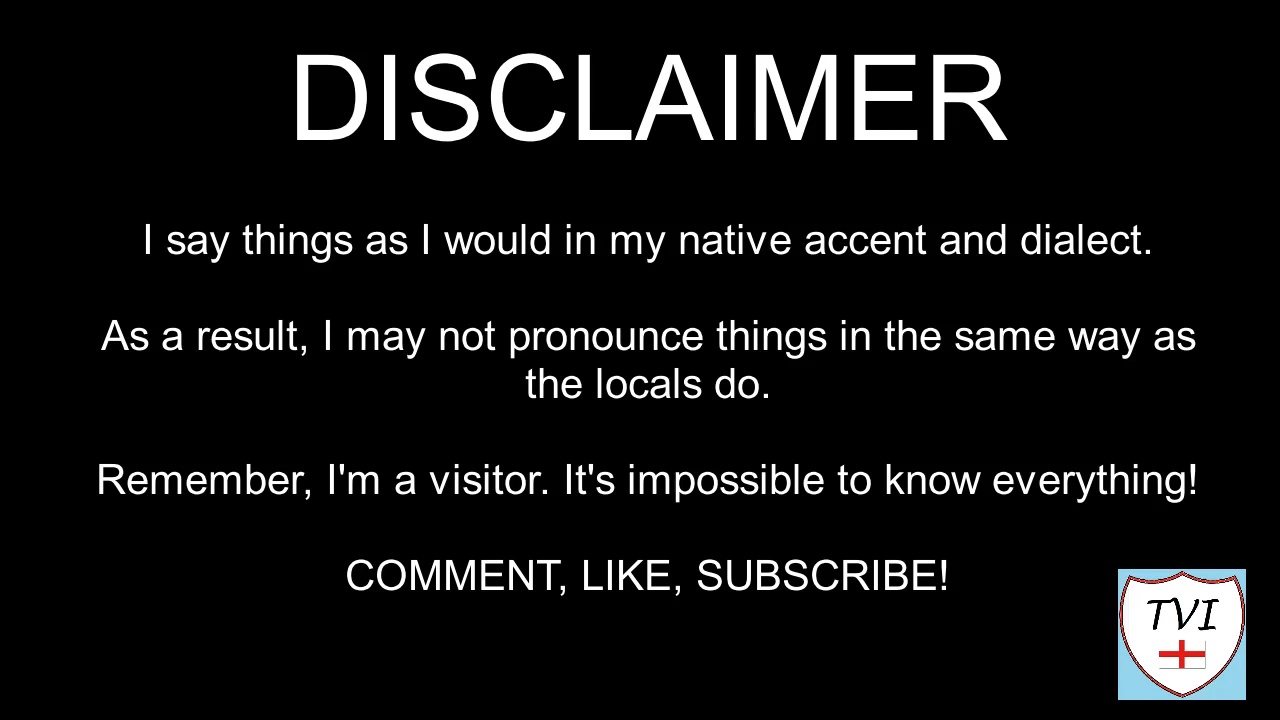 DISCLAIMER
I say things as I would in my native accent and dialect.
As a result, I may not pronounce things in the same way as
the locals do.
Remember, I'm a visitor. It's impossible to know everything!
COMMENT, LIKE, SUBSCRIBE!
TVI